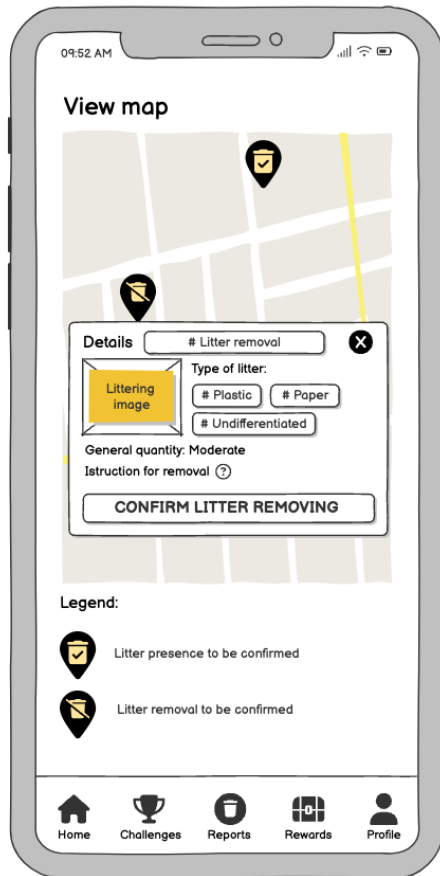 09:52 AM
View map
Details
# Litter removal
X
Littering
image
Type of litter:
# Plastic
# Paper
# Undifferentiated
General quantity: Moderate
Istruction for removal ?
CONFIRM LITTER REMOVING
Legend:
Litter presence to be confirmed
Litter removal to be confirmed
Home Challenges Reports Rewards Profile